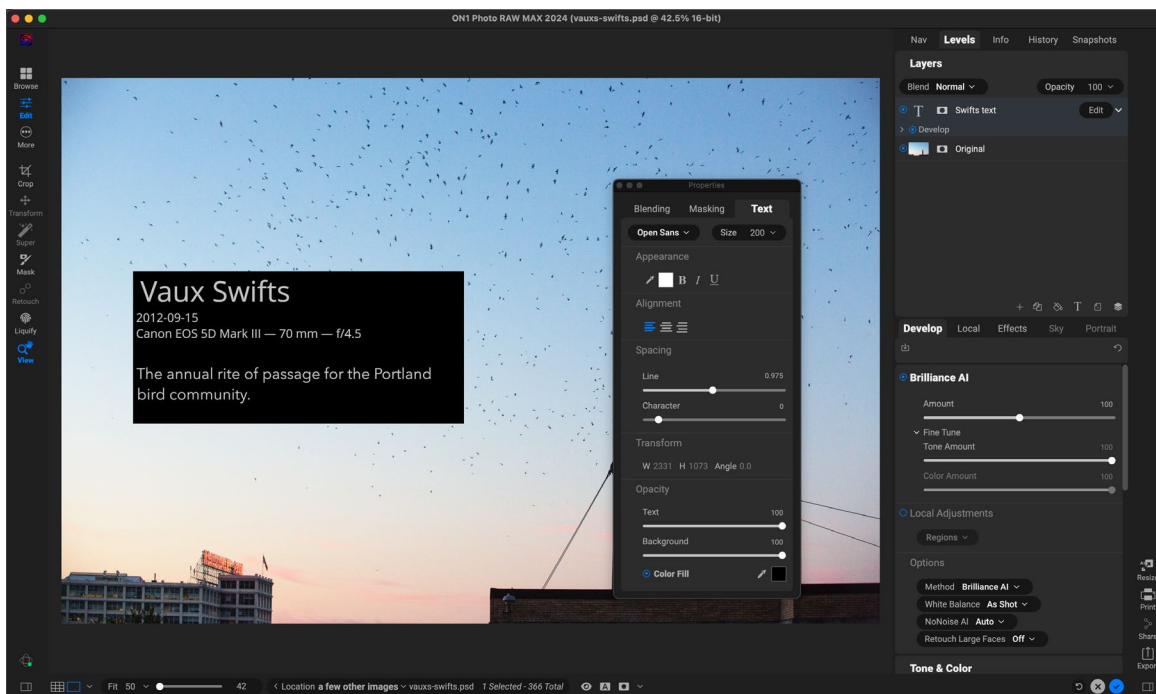 ON1 Photo RAW MAX 2024 (vauxs-swifts.psd @ 42.5% 16-bit)
Browse
Edit
More
Crop
Transform
Super
Mask
Retouch
Liquify
View
Vaux Swifts
2012-09-15
Canon EOS 5D Mark III — 70 mm — f/4.5
The annual rite of passage for the Portland
bird community.
Properties
Blending Masking Text
Open Sans Size 200
Appearance
B I U
Alignment
Spacing
Line 0.975
Character 0
Transform
W 2331 H 1073 Angle 0.0
Opacity
Text 100
Background 100
Color Fill
Nav Levels Info History Snapshots
Layers
Blend Normal Opacity 100
T Swifts text Edit
Develop
Original
T
Develop Local Effects Sky Portrait
Brilliance AI
Amount 100
Fine Tune
Tone Amount 100
Color Amount 100
Local Adjustments
Regions
Options
Method Brilliance AI
White Balance As Shot
NoNoise AI Auto
Retouch Large Faces Off
Tone & Color
Resize
Print
Share
Export
Fit 50 42 < Location a few other images vauxs-swifts.psd 1 Selected - 366 Total A